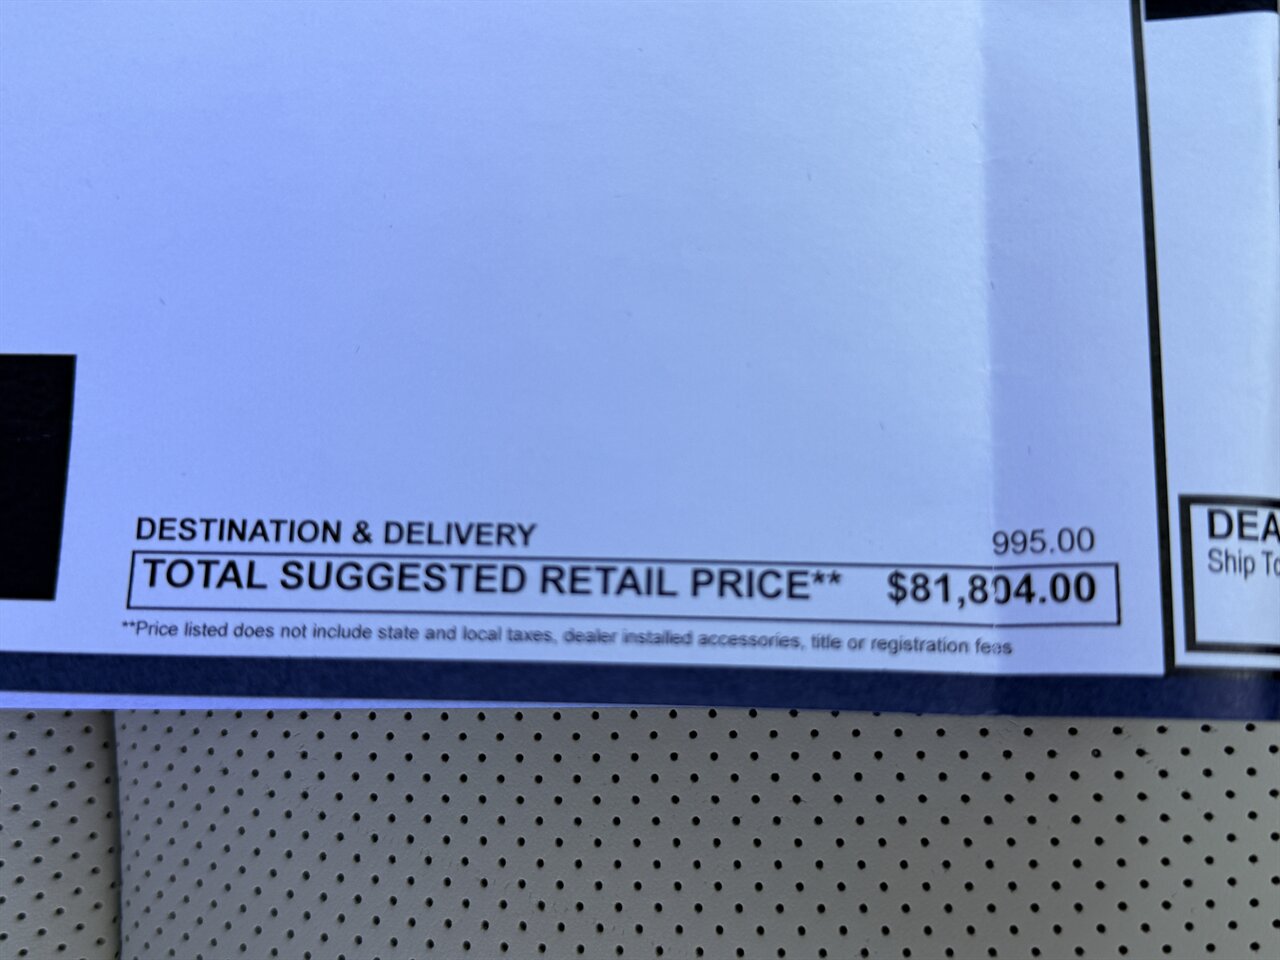 DESTINATION & DELIVERY 995.00
TOTAL SUGGESTED RETAIL PRICE** $81,804.00
**Price listed does not include state and local taxes, dealer installed accessories, title or registration fees
DEA
Ship To